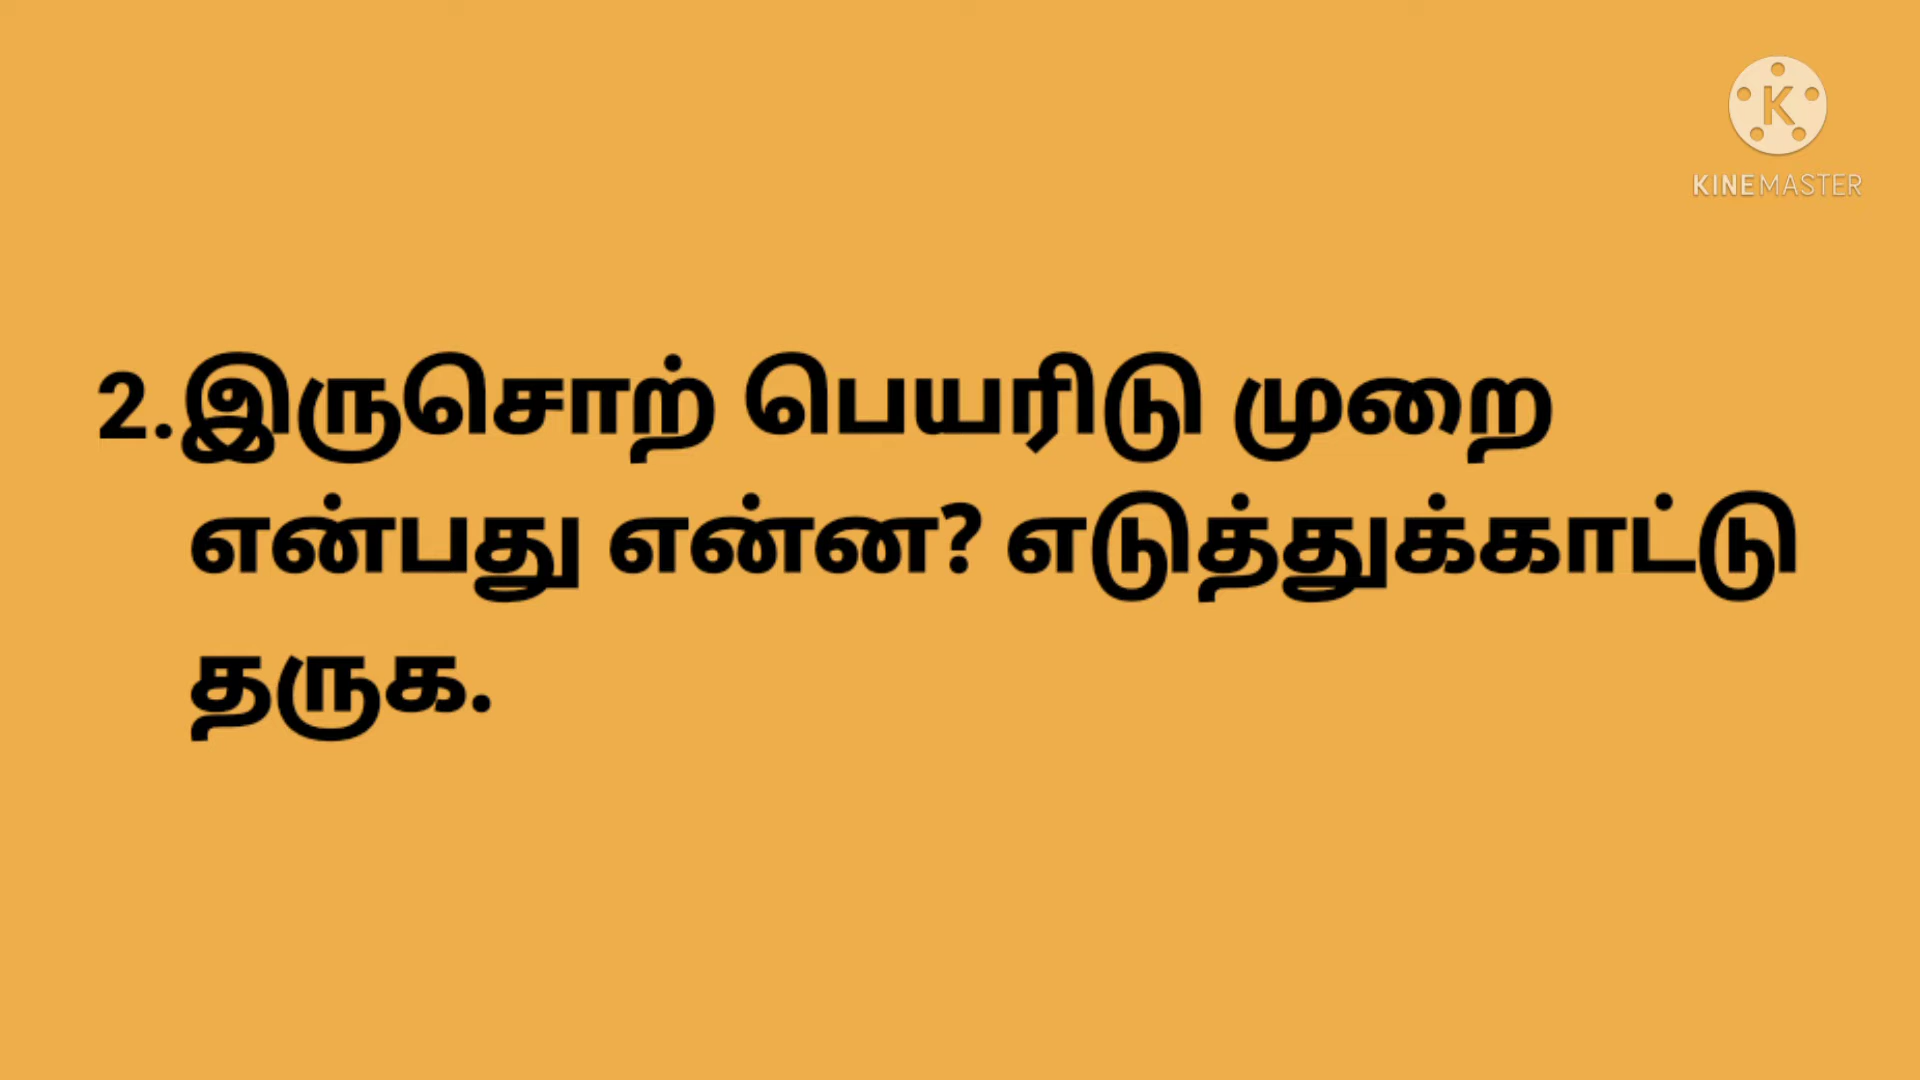 K
KINEMASTER
2.இருசொற் பெயரிடு முறை
என்பது என்ன? எடுத்துக்காட்டு
தருக.